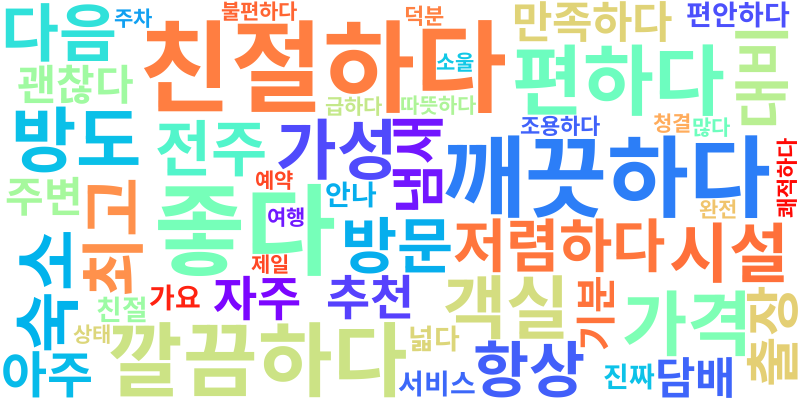 다음
주차
불편하다
덕분
만족하다
편안하다
괜찮다
친절하다
소울
편하다
대비
급하다
따뜻하다
방도
전주
가성
냄새
조용하다
청결
많다
깨끗하다
쾌적하다
주변
최고
예약
좋다
여행
안나
완전
숙소
방문
저렴하다
시설
제일
가요
자주
추천
객실
기분
가격
출장
친절
상태
깔끔하다
넓다
아주
서비스
항상
진짜
담배